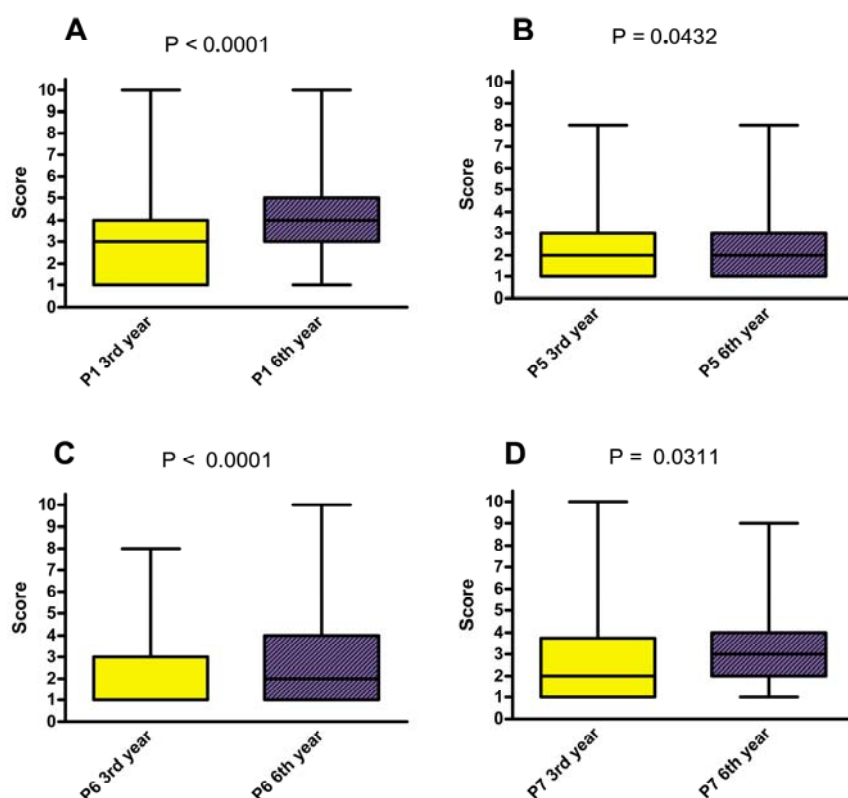 A
P < 0.0001
10
9
8
7
6
5
4
3
2
1
0
Score
P1 3rd year
P1 6th year
B
P = 0.0432
10
9
8
7
6
5
4
3
2
1
0
Score
P5 3rd year
P5 6th year
C
P < 0.0001
10
9
8
7
6
5
4
3
2
1
0
Score
P6 3rd year
P6 6th year
D
P = 0.0311
10
9
8
7
6
5
4
3
2
1
0
Score
P7 3rd year
P7 6th year